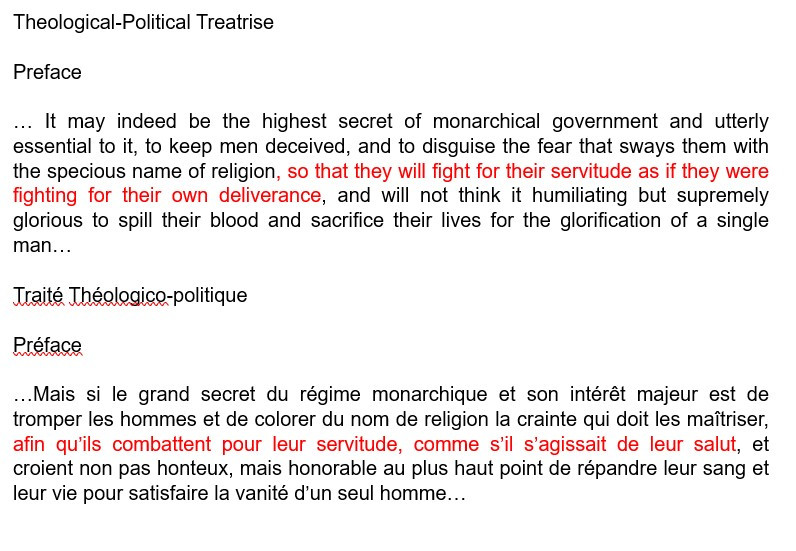 Theological-Political Treatrise
Preface
… It may indeed be the highest secret of monarchical government and utterly
essential to it, to keep men deceived, and to disguise the fear that sways them with
the specious name of religion, so that they will fight for their servitude as if they were
fighting for their own deliverance, and will not think it humiliating but supremely
glorious to spill their blood and sacrifice their lives for the glorification of a single
man…
Traité Théologico-politique
Préface
…Mais si le grand secret du régime monarchique et son intérêt majeur est de
tromper les hommes et de colorer du nom de religion la crainte qui doit les maîtriser,
afin qu’ils combattent pour leur servitude, comme s’il s’agissait de leur salut, et
croient non pas honteux, mais honorable au plus haut point de répandre leur sang et
leur vie pour satisfaire la vanité d’un seul homme…